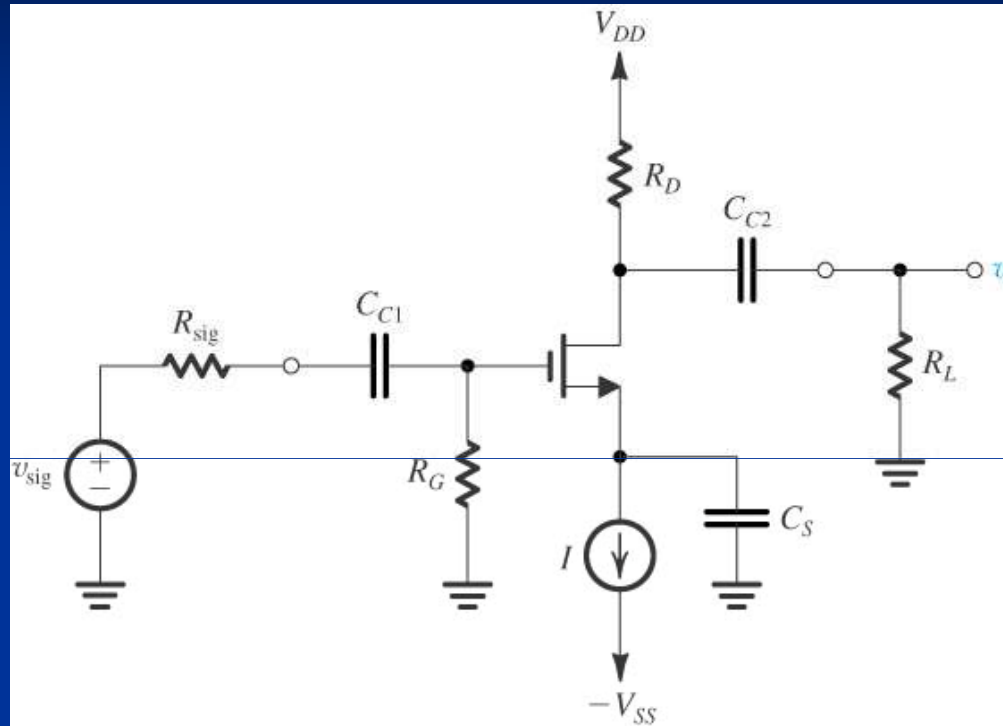 V_DD
R_D
C_C2
v
C_C1
R_sig
R_L
+
v_sig
−
R_G
C_S
I
−V_SS